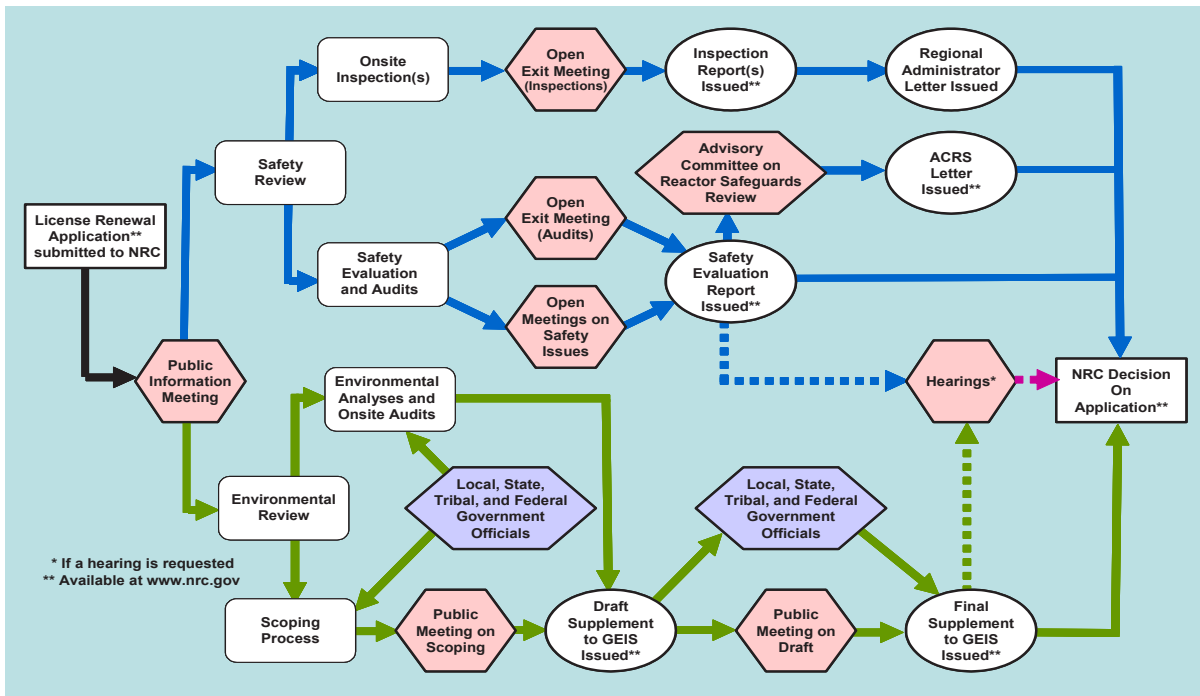 Onsite
Inspection(s)
Open
Exit Meeting
(Inspections)
Inspection
Report(s)
Issued**
Regional
Administrator
Letter Issued
Safety
Review
Advisory
Committee on
Reactor Safeguards
Review
ACRS
Letter
Issued**
License Renewal
Application**
submitted to NRC
Open
Exit Meeting
(Audits)
Safety
Evaluation
and Audits
Safety
Evaluation
Report
Issued**
Open
Meetings on
Safety
Issues
Public
Information
Meeting
Environmental
Analyses and
Onsite Audits
Hearings*
NRC Decision
On
Application**
Environmental
Review
Local, State,
Tribal, and Federal
Government
Officials
Local, State,
Tribal, and Federal
Government
Officials
* If a hearing is requested
** Available at www.nrc.gov
Scoping
Process
Public
Meeting on
Scoping
Draft
Supplement
to GEIS
Issued**
Public
Meeting on
Draft
Final
Supplement
to GEIS
Issued**